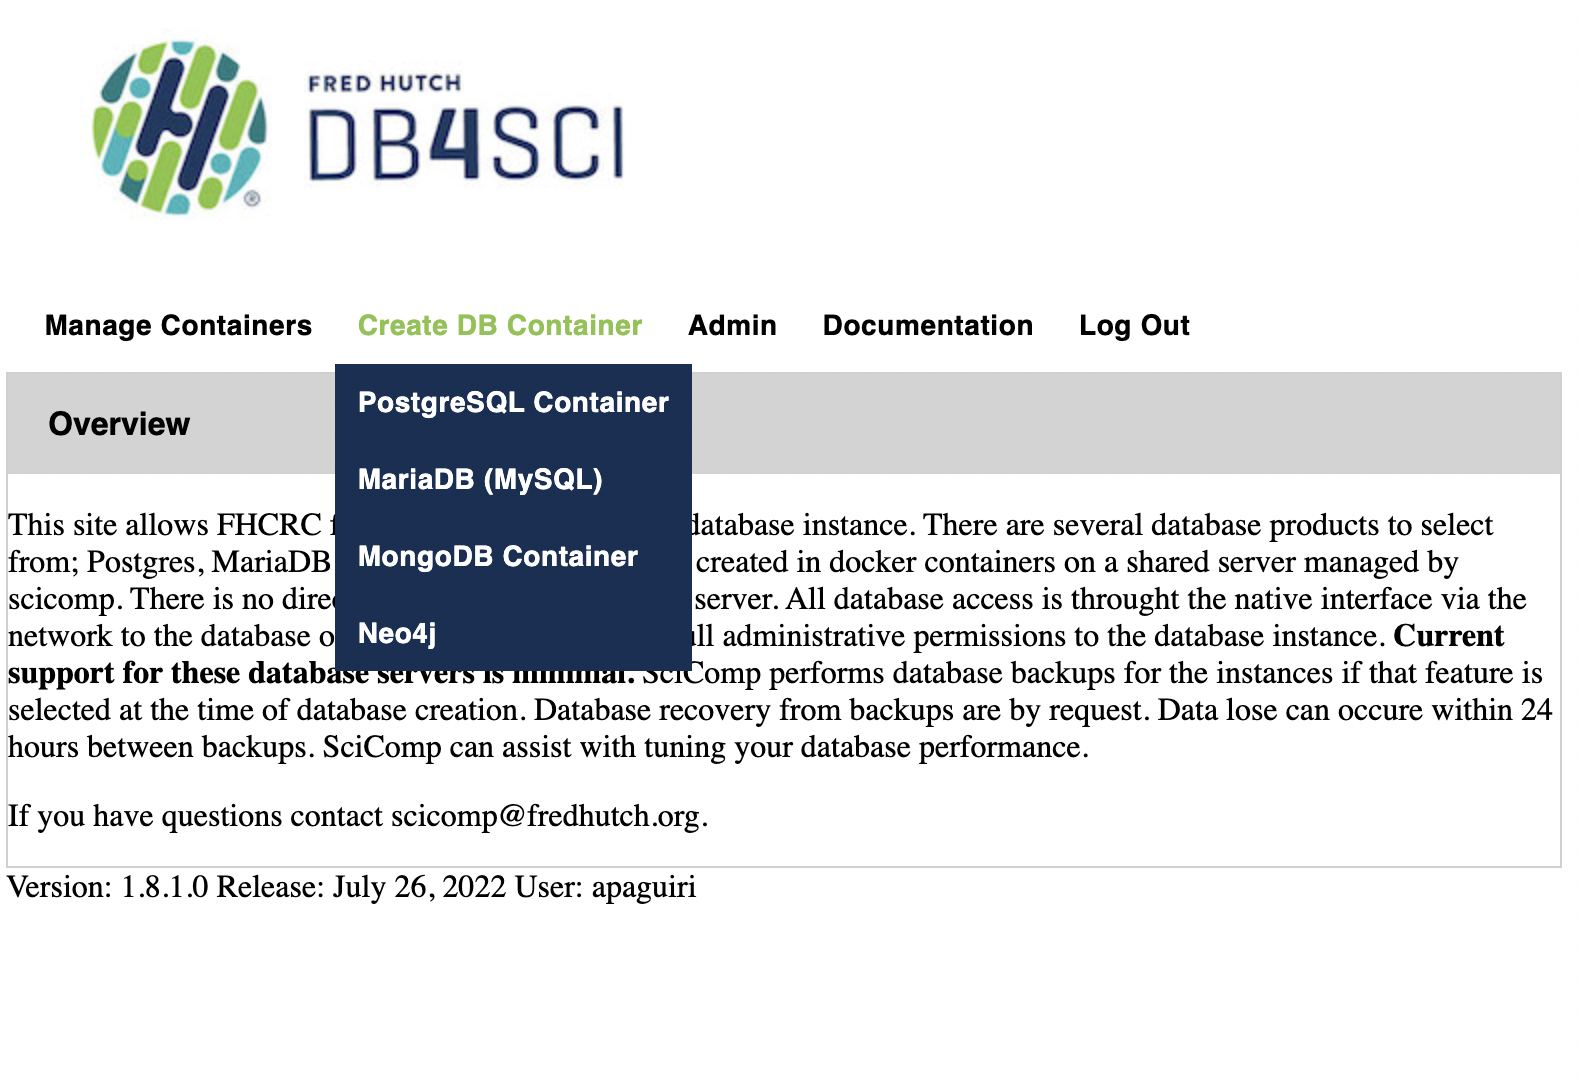 FRED HUTCH
DB4SCI
®
Manage Containers Create DB Container Admin Documentation Log Out
PostgreSQL Container
Overview
MariaDB (MySQL)
This site allows FHCRC database instance. There are several database products to select
MongoDB Container
from; Postgres, MariaDB created in docker containers on a shared server managed by
scicomp. There is no server. All database access is throught the native interface via the
Neo4j
network to the database administrative permissions to the database instance. Current
support for these database servers is minimal. SciComp performs database backups for the instances if that feature is
selected at the time of database creation. Database recovery from backups are by request. Data lose can occure within 24
hours between backups. SciComp can assist with tuning your database performance.
If you have questions contact scicomp@fredhutch.org.
Version: 1.8.1.0 Release: July 26, 2022 User: apaguiri